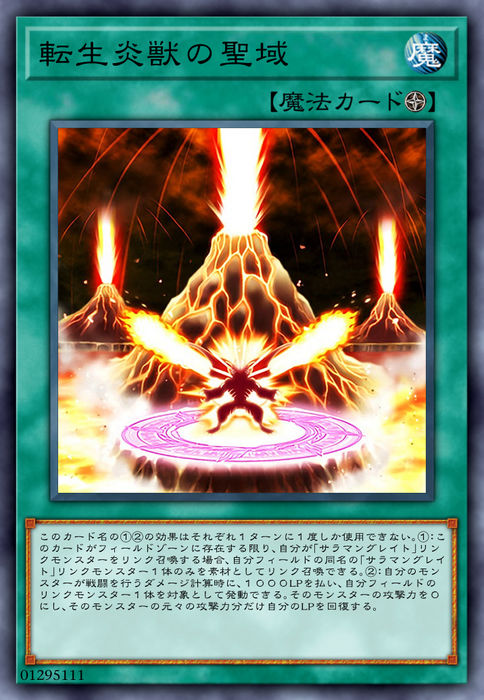 転生炎獣の聖域
魔
【魔法カード】
このカード名の①②の効果はそれぞれ1ターンに1度しか使用できない。①:こ
のカードがフィールドゾーンに存在する限り、自分が「サラマングレイト」リン
クモンスターをリンク召喚する場合、自分フィールドの同名の「サラマングレイ
ト」リンクモンスター1体のみを素材としてリンク召喚できる。②:自分のモン
スターが戦闘を行うダメージ計算時に、1000LPを払い、自分フィールドの
リンクモンスター1体を対象として発動できる。そのモンスターの攻撃力を0
にし、そのモンスターの元々の攻撃力分だけ自分のLPを回復する。
01295111